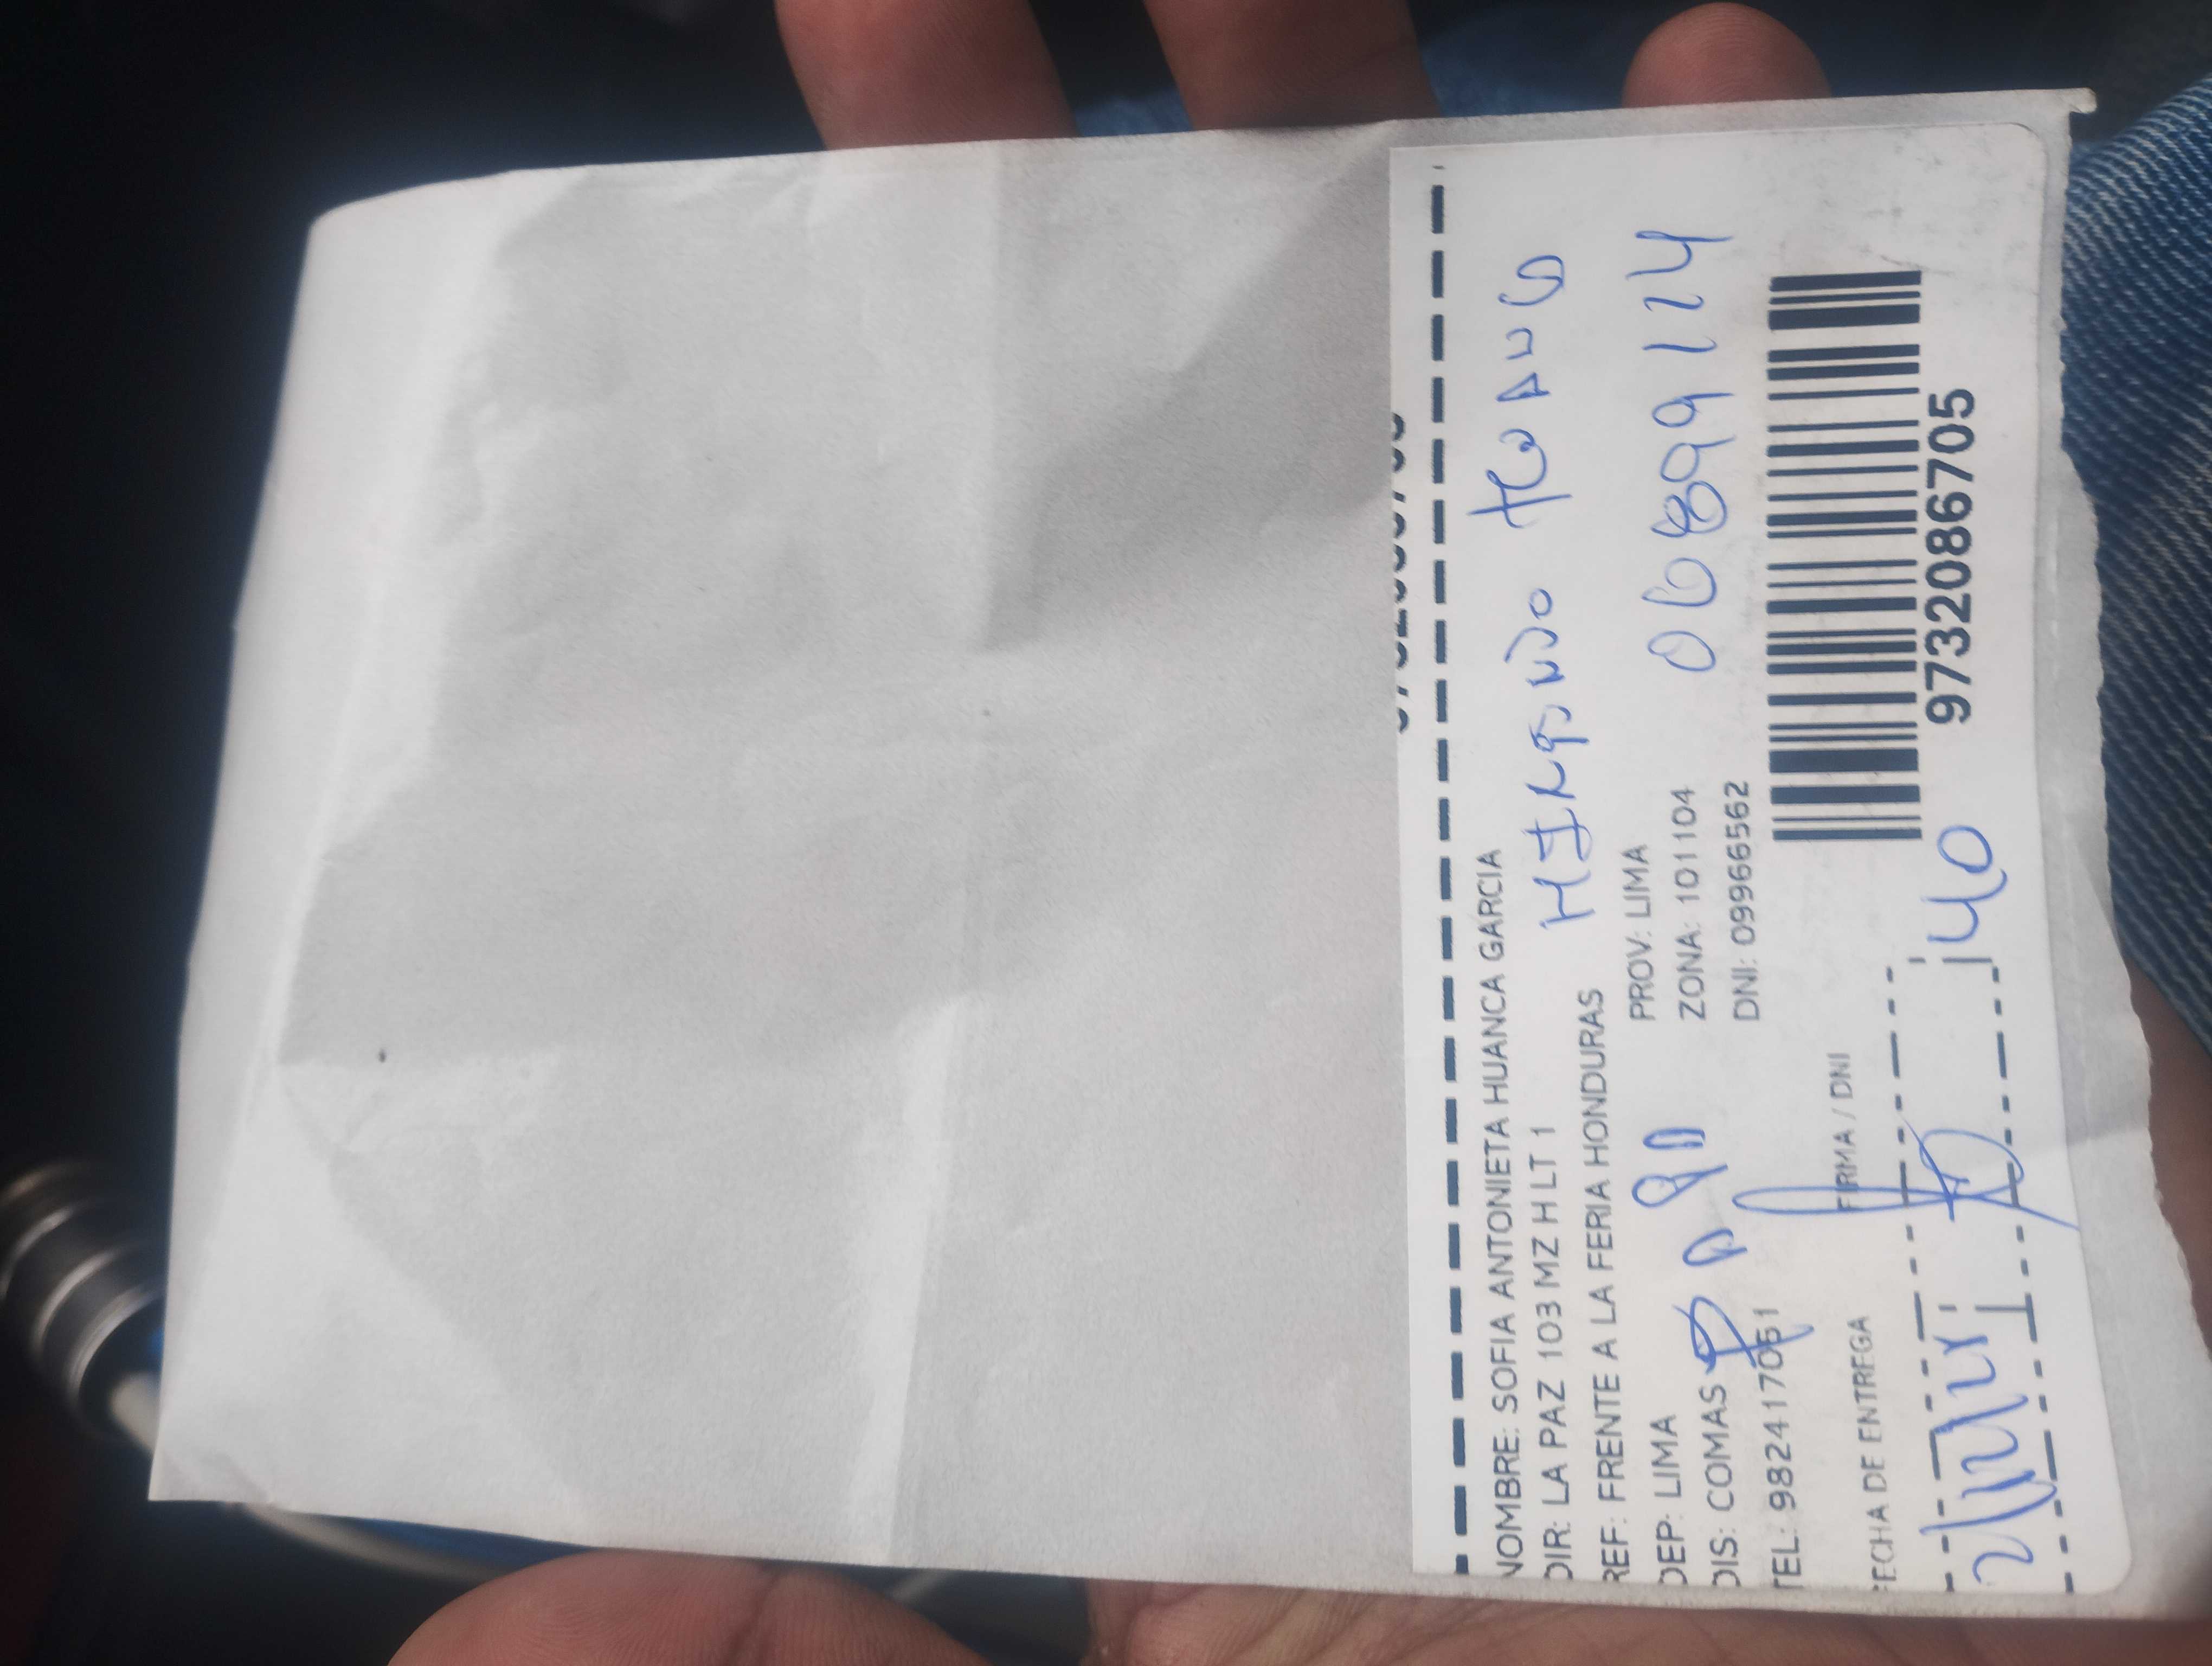 NOMBRE: SOFIA ANTONIETA HUANCA GARCIA
DIR: LA PAZ 103 MZ H LT 1
REF: FRENTE A LA FERIA HONDURAS
DEP: LIMA PROV: LIMA
DIS: COMAS ZONA: 101104
TEL: 982417051 DNI: 09966562
06899124
FECHA DE ENTREGA FIRMA / DNI
9732086705
140